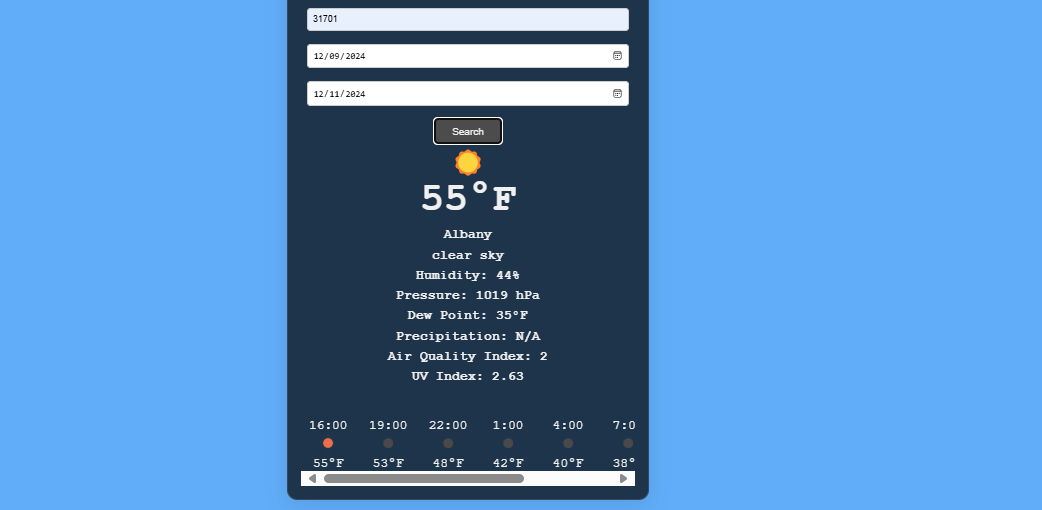 31701
12/09/2024
12/11/2024
Search
55°F
Albany
clear sky
Humidity: 44%
Pressure: 1019 hPa
Dew Point: 35°F
Precipitation: N/A
Air Quality Index: 2
UV Index: 2.63
16:00 19:00 22:00 1:00 4:00 7:0
55°F 53°F 48°F 42°F 40°F 38°